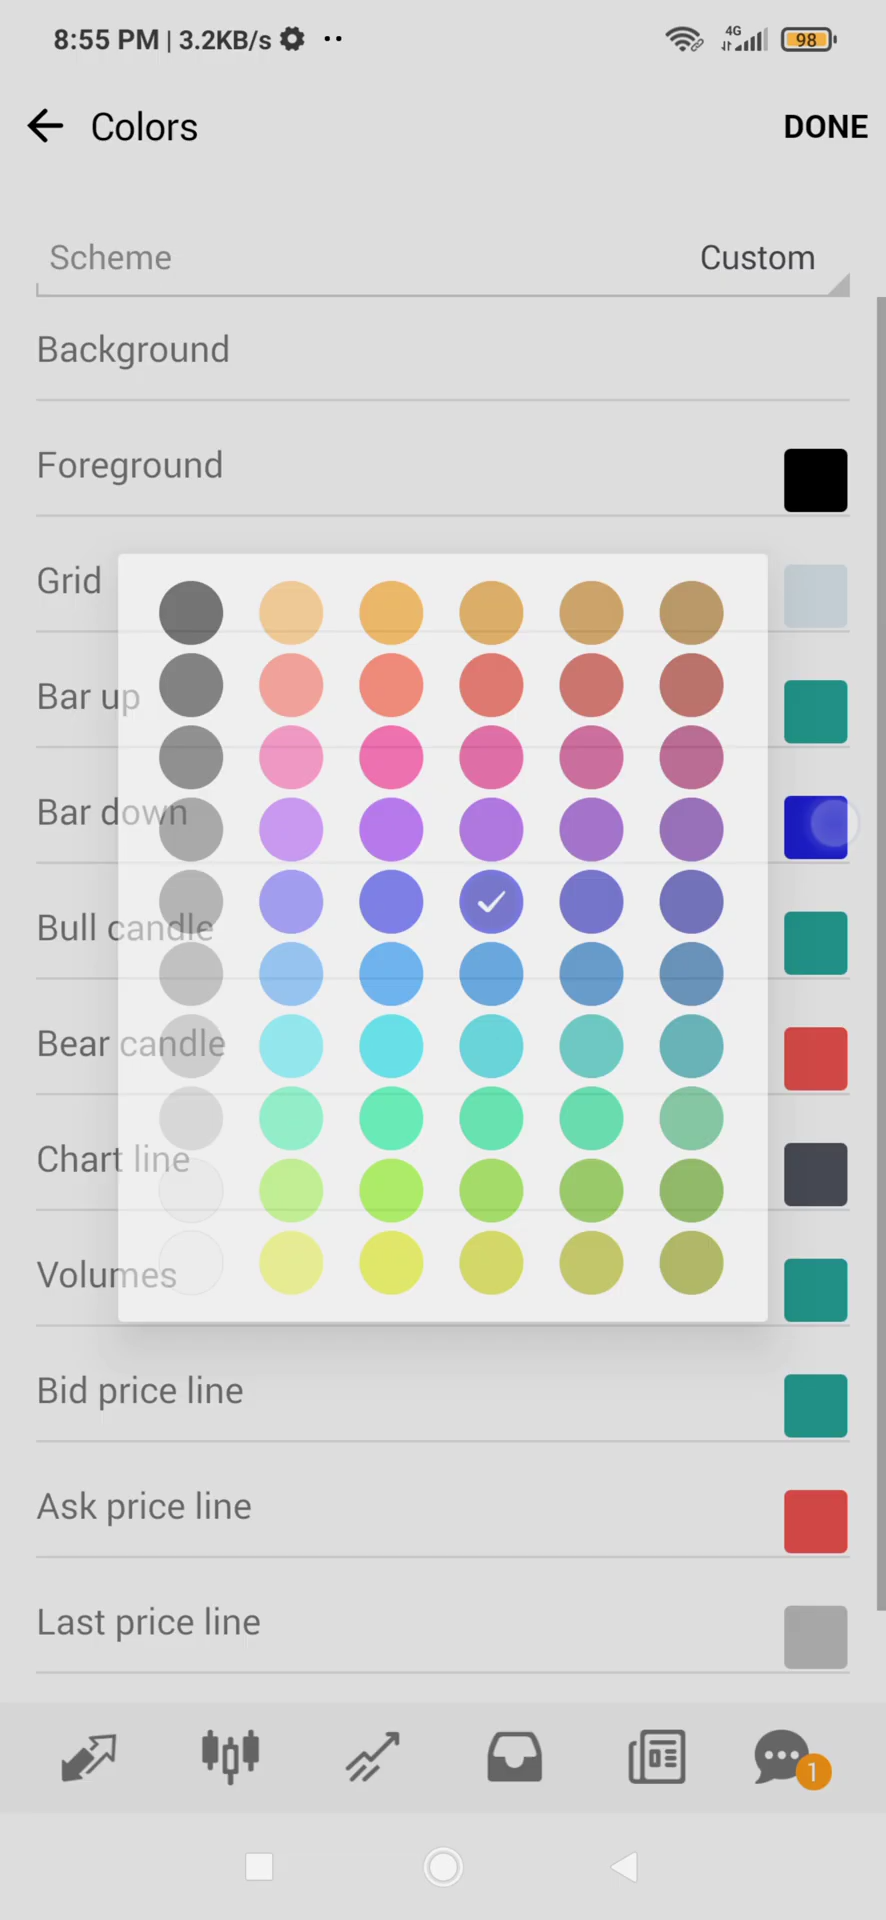 8:55 PM | 3.2KB/s
4G
98
Colors
DONE
Scheme
Custom
Background
Foreground
Grid
Bar up
Bar down
Bull candle
Bear candle
Chart line
Volumes
Bid price line
Ask price line
Last price line
1